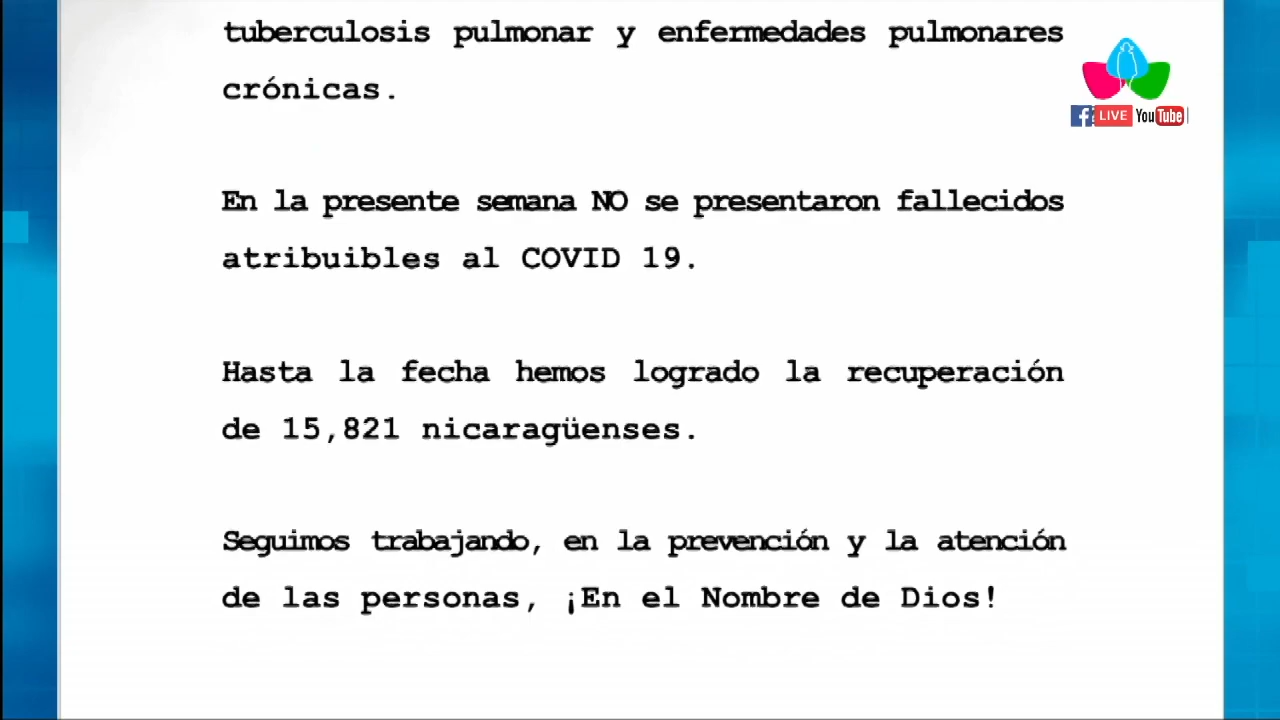 tuberculosis pulmonar y enfermedades pulmonares
crónicas.
LIVE YouTube
En la presente semana NO se presentaron fallecidos
atribuibles al COVID 19.
Hasta la fecha hemos logrado la recuperación
de 15,821 nicaragüenses.
Seguimos trabajando, en la prevención y la atención
de las personas, ¡En el Nombre de Dios!